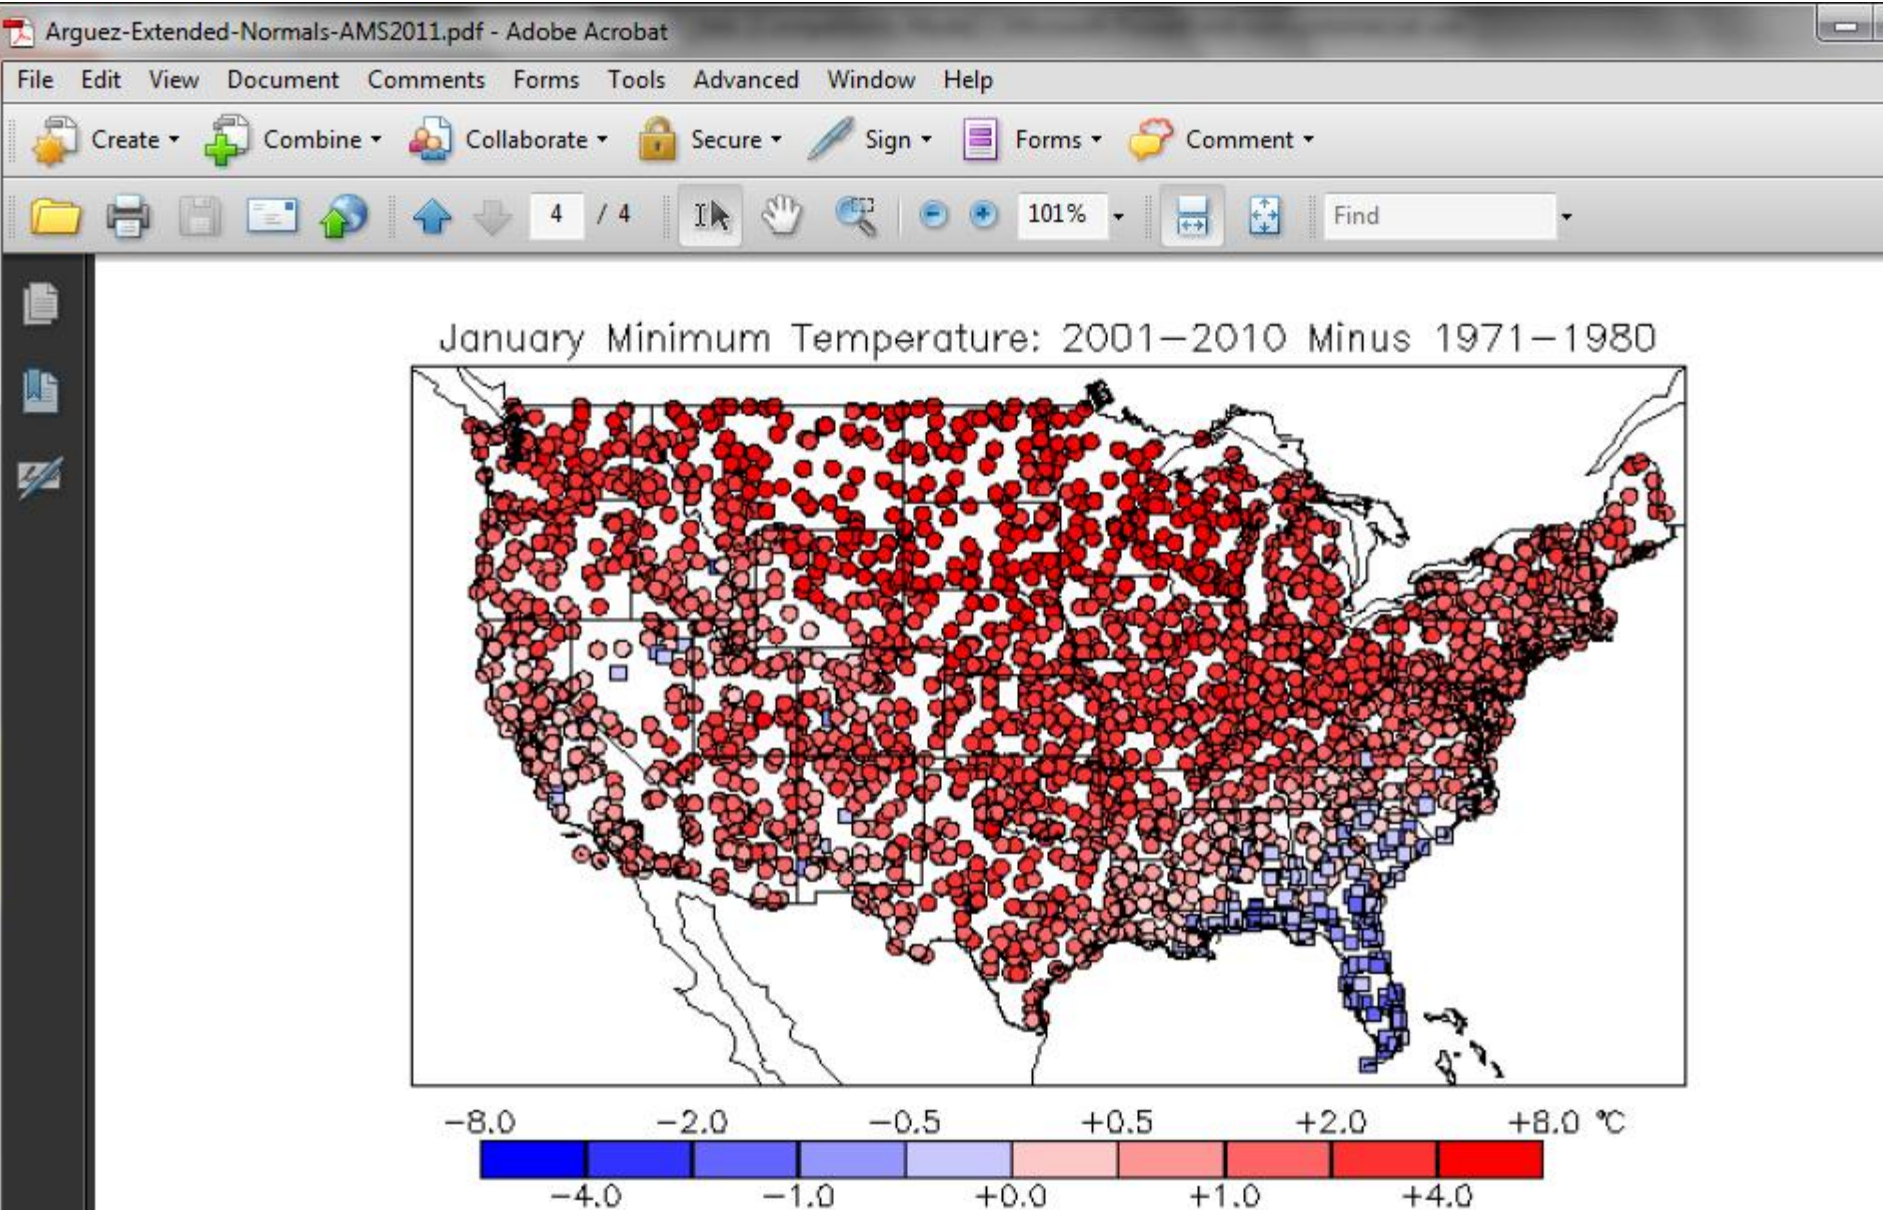 Arguez-Extended-Normals-AMS2011.pdf - Adobe Acrobat
File Edit View Document Comments Forms Tools Advanced Window Help
Create Combine Collaborate Secure Sign Forms Comment
4 / 4 101% Find
January Minimum Temperature: 2001−2010 Minus 1971−1980
−8.0 −2.0 −0.5 +0.5 +2.0 +8.0 °C
−4.0 −1.0 +0.0 +1.0 +4.0